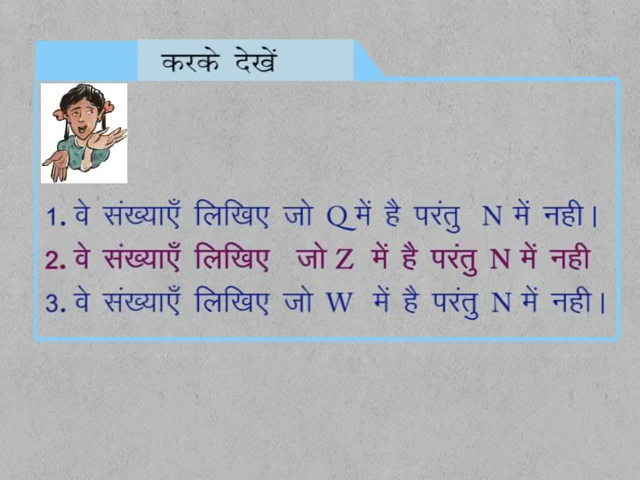 करके देखें
1. वे संख्याएँ लिखिए जो Q में है परंतु N में नही।
2. वे संख्याएँ लिखिए जो Z में है परंतु N में नही
3. वे संख्याएँ लिखिए जो W में है परंतु N में नही।